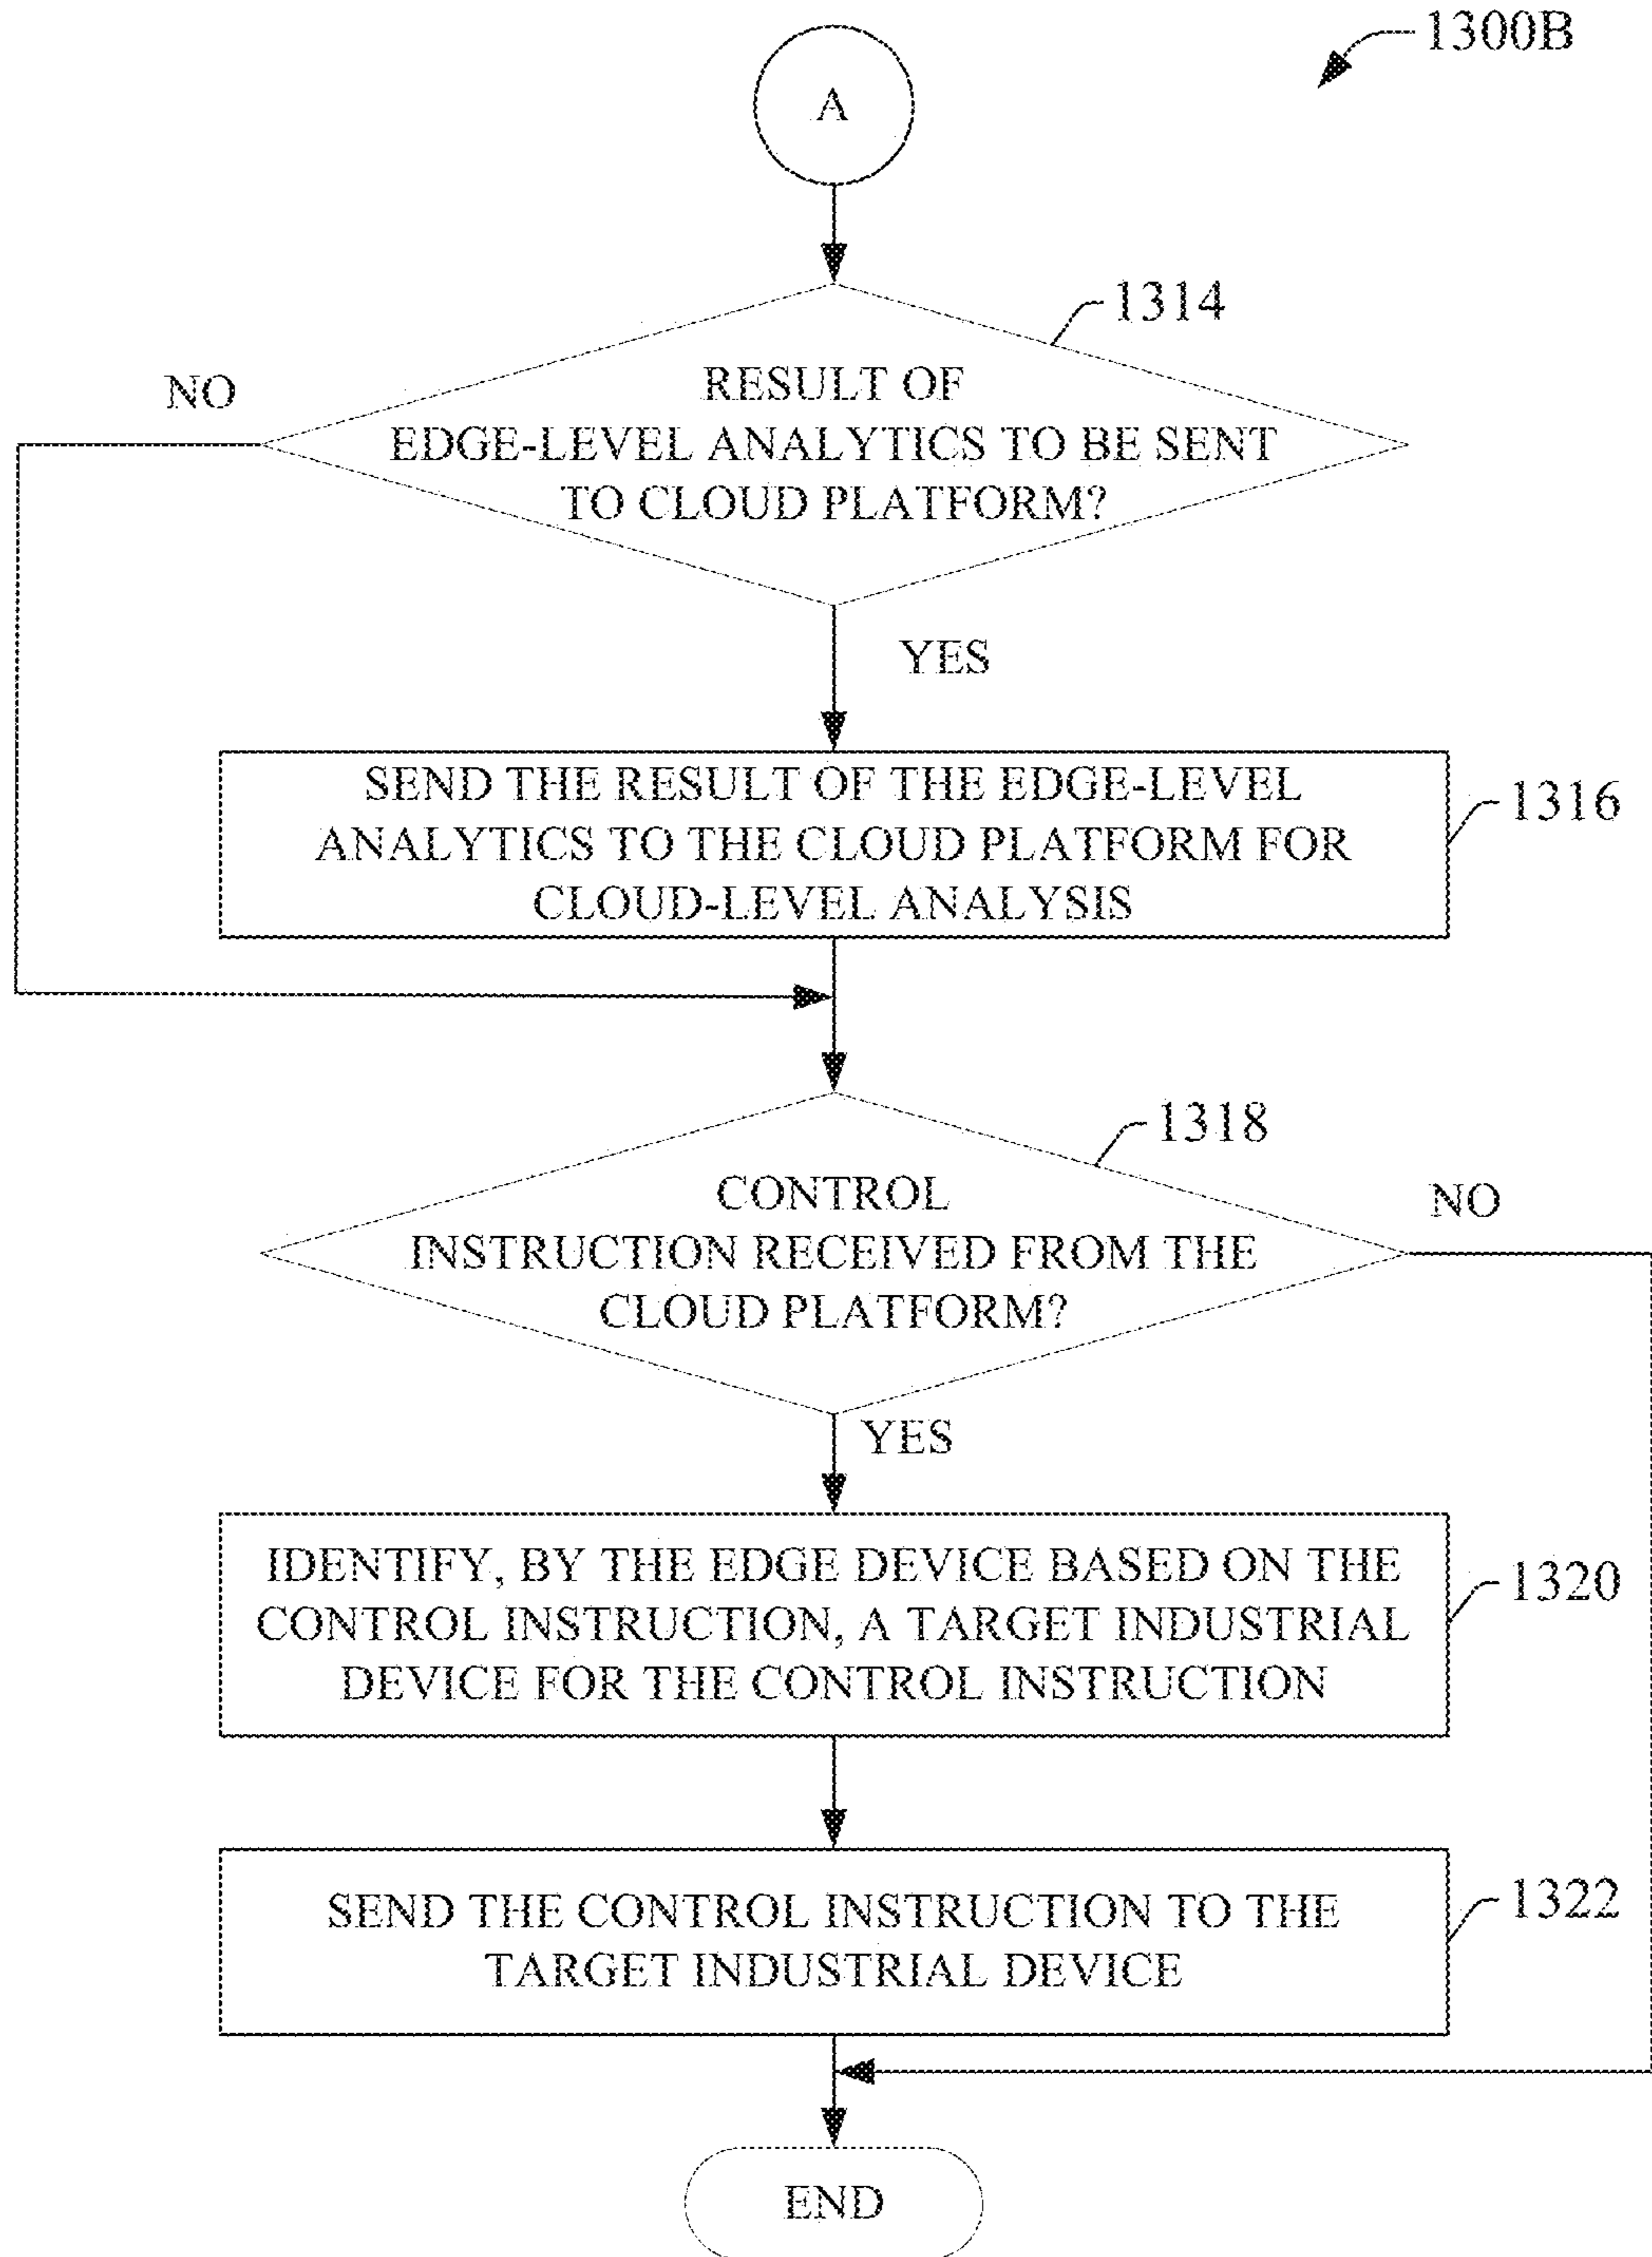 1300B
A
1314
RESULT OF
EDGE-LEVEL ANALYTICS TO BE SENT
TO CLOUD PLATFORM?
NO
YES
SEND THE RESULT OF THE EDGE-LEVEL
ANALYTICS TO THE CLOUD PLATFORM FOR
CLOUD-LEVEL ANALYSIS
1316
1318
CONTROL
INSTRUCTION RECEIVED FROM THE
CLOUD PLATFORM?
NO
YES
IDENTIFY, BY THE EDGE DEVICE BASED ON THE
CONTROL INSTRUCTION, A TARGET INDUSTRIAL
DEVICE FOR THE CONTROL INSTRUCTION
1320
SEND THE CONTROL INSTRUCTION TO THE
TARGET INDUSTRIAL DEVICE
1322
END